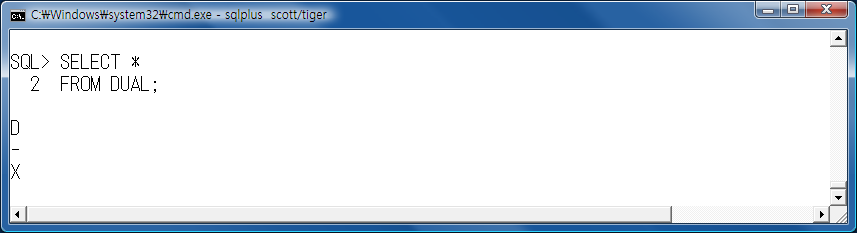 C:₩Windows₩system32₩cmd.exe - sqlplus  scott/tiger
SQL> SELECT *
  2  FROM DUAL;
D
-
X